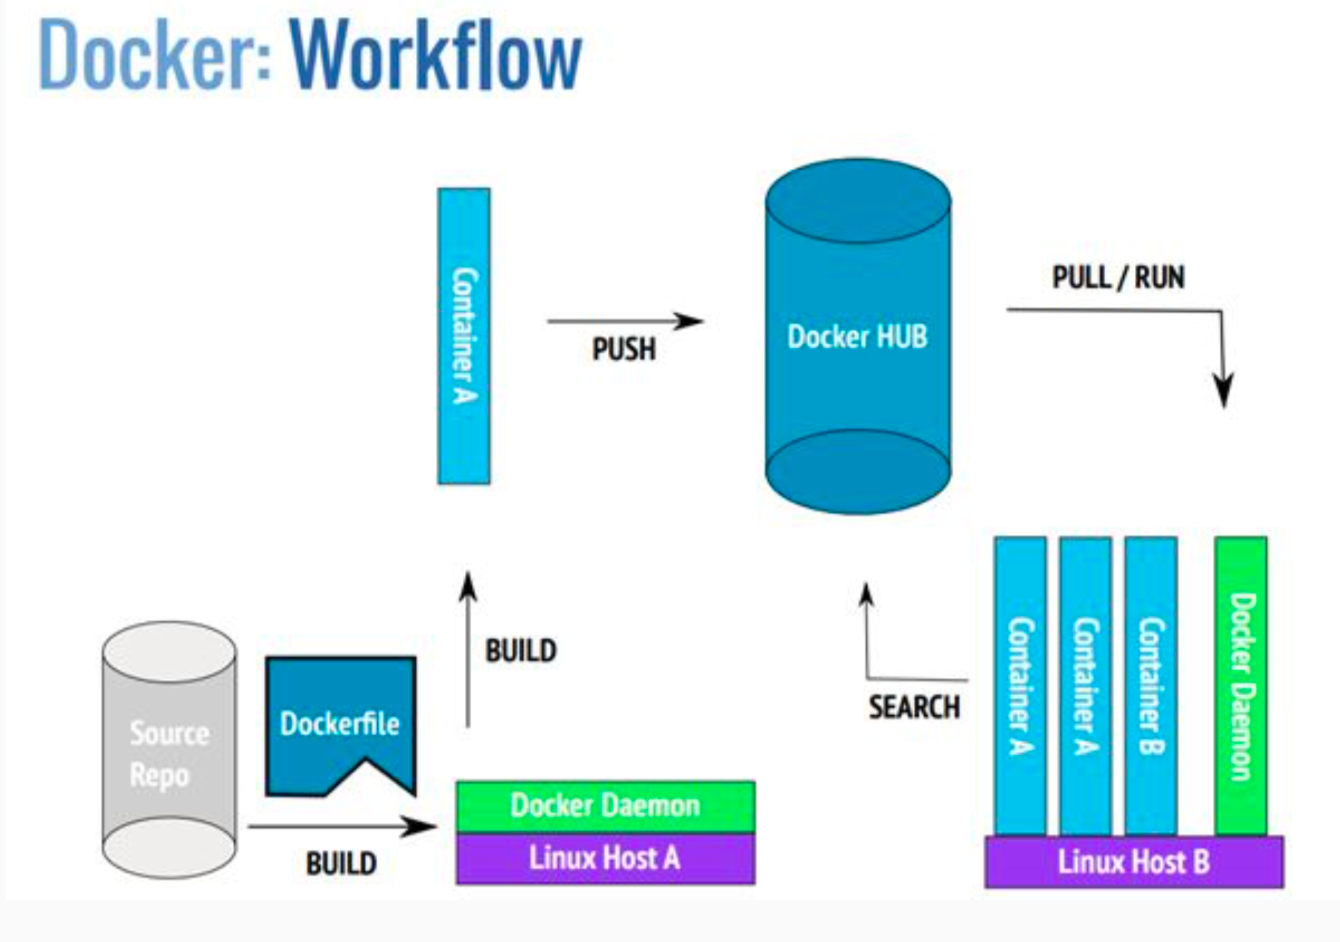 Docker: Workflow
Container A
PUSH
Docker HUB
PULL / RUN
Source
Repo
Dockerfile
BUILD
BUILD
Docker Daemon
Linux Host A
SEARCH
Container A
Container A
Container B
Docker Daemon
Linux Host B